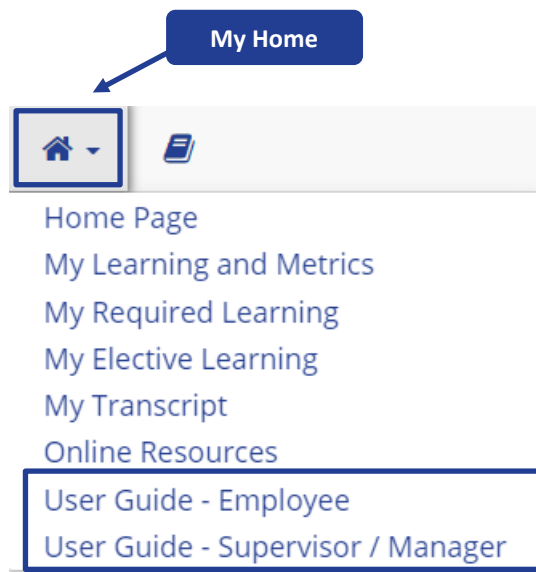 My Home
Home Page
My Learning and Metrics
My Required Learning
My Elective Learning
My Transcript
Online Resources
User Guide - Employee
User Guide - Supervisor / Manager